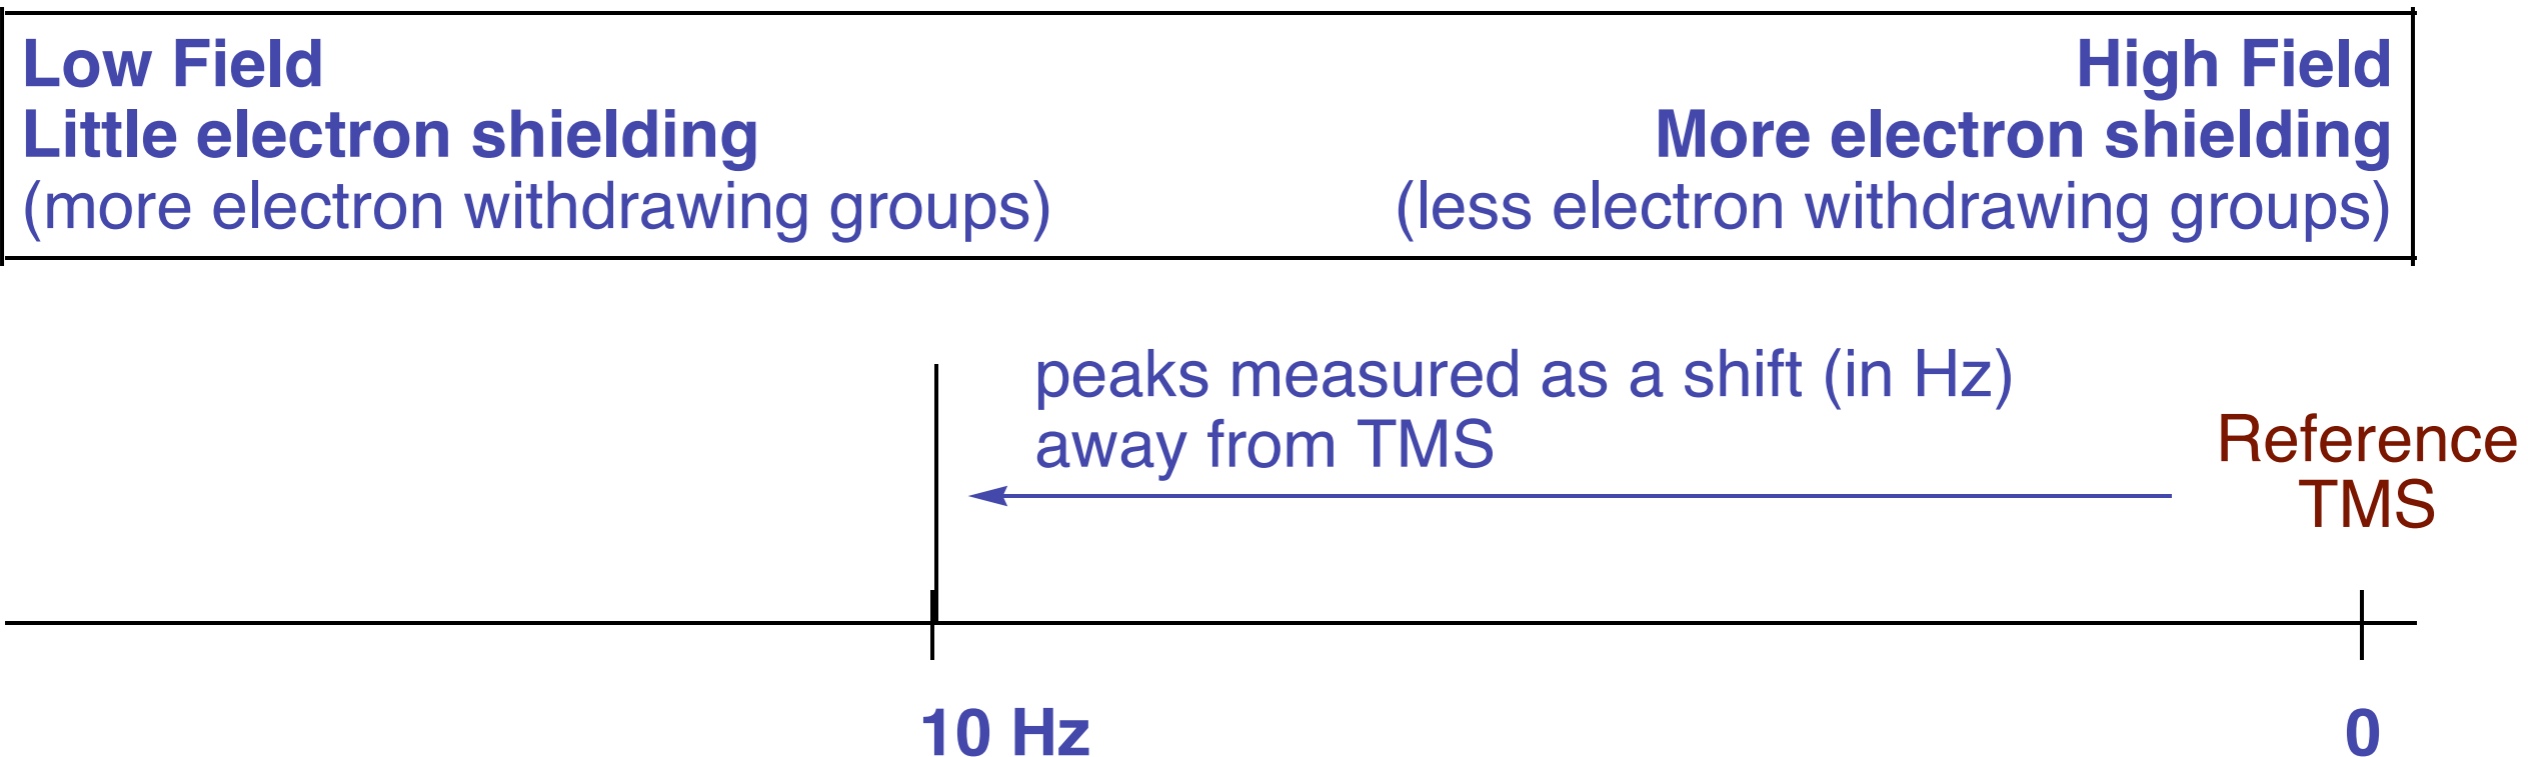 Low Field
Little electron shielding
(more electron withdrawing groups)
High Field
More electron shielding
(less electron withdrawing groups)
peaks measured as a shift (in Hz)
away from TMS
Reference
TMS
10 Hz
0